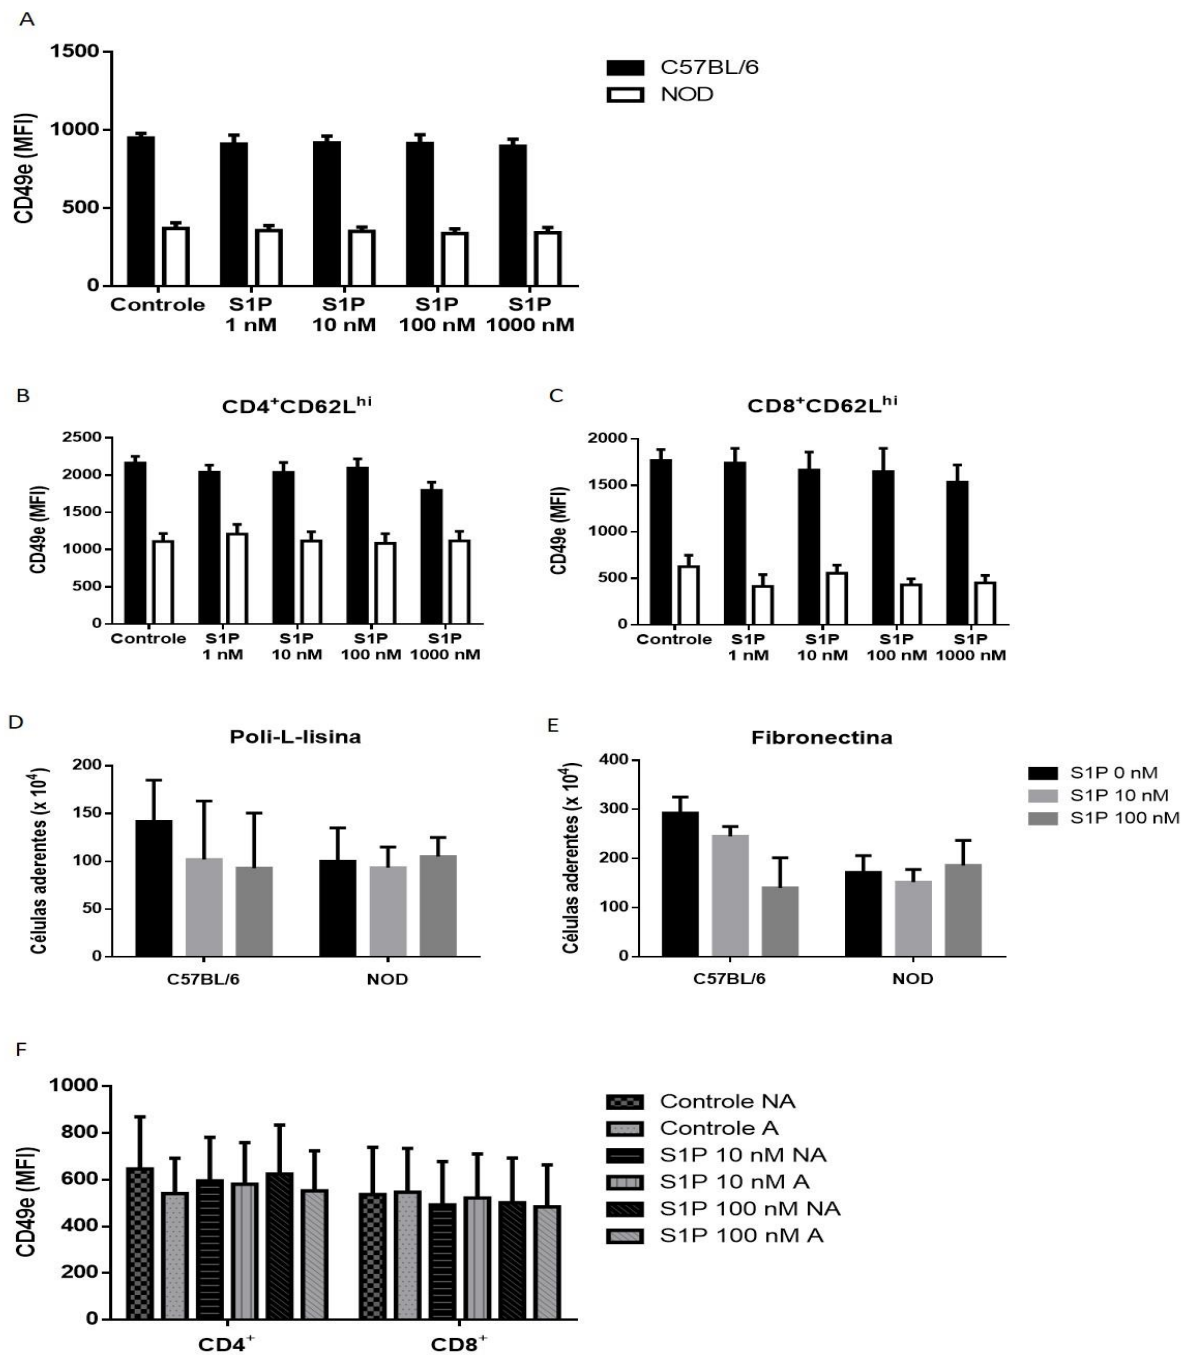 A
CD49e (MFI)
1500
1000
500
0
Controle
S1P
1 nM
S1P
10 nM
S1P
100 nM
S1P
1000 nM
C57BL/6
NOD
B
CD4⁺CD62Lʰⁱ
CD49e (MFI)
2500
2000
1500
1000
500
0
Controle
S1P
1 nM
S1P
10 nM
S1P
100 nM
S1P
1000 nM
C
CD8⁺CD62Lʰⁱ
CD49e (MFI)
2000
1500
1000
500
0
Controle
S1P
1 nM
S1P
10 nM
S1P
100 nM
S1P
1000 nM
D
Poli-L-lisina
Células aderentes (x 10⁴)
200
150
100
50
0
C57BL/6
NOD
E
Fibronectina
Células aderentes (x 10⁴)
400
300
200
100
0
C57BL/6
NOD
S1P 0 nM
S1P 10 nM
S1P 100 nM
F
CD49e (MFI)
1000
800
600
400
200
0
CD4⁺
CD8⁺
Controle NA
Controle A
S1P 10 nM NA
S1P 10 nM A
S1P 100 nM NA
S1P 100 nM A